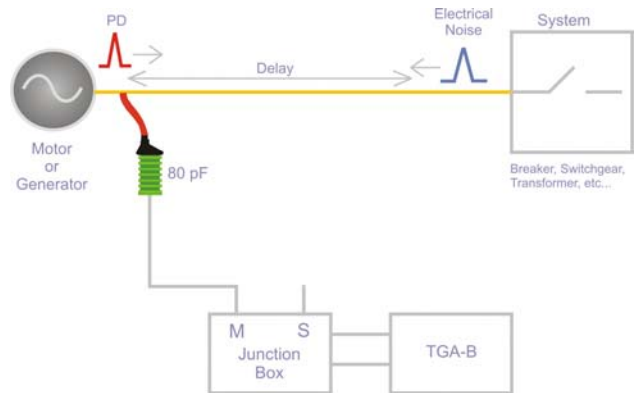 PD
Electrical
Noise
System
Delay
Motor
or
Generator
80 pF
Breaker, Switchgear,
Transformer, etc...
M S
Junction
Box
TGA-B